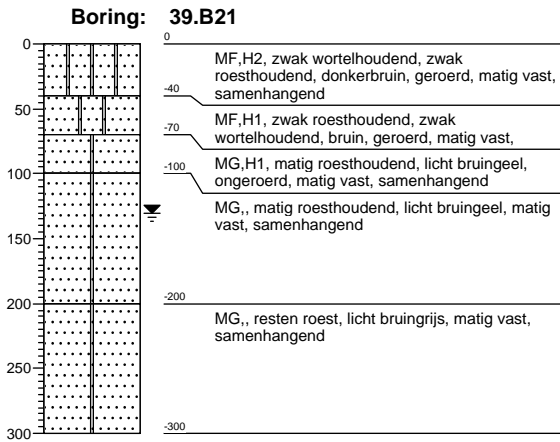 Boring: 39.B21
0
50
100
150
200
250
300
0
MF,H2, zwak wortelhoudend, zwak
roesthoudend, donkerbruin, geroerd, matig vast,
samenhangend
-40
MF,H1, zwak roesthoudend, zwak
wortelhoudend, bruin, geroerd, matig vast,
-70
MG,H1, matig roesthoudend, licht bruingeel,
ongeroerd, matig vast, samenhangend
-100
MG,, matig roesthoudend, licht bruingeel, matig
vast, samenhangend
-200
MG,, resten roest, licht bruingrijs, matig vast,
samenhangend
-300